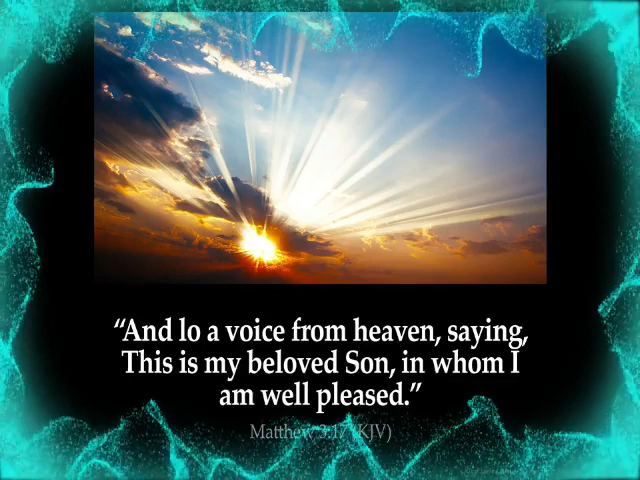 “And lo a voice from heaven, saying,
This is my beloved Son, in whom I
am well pleased.”
Matthew 3:17 (KJV)